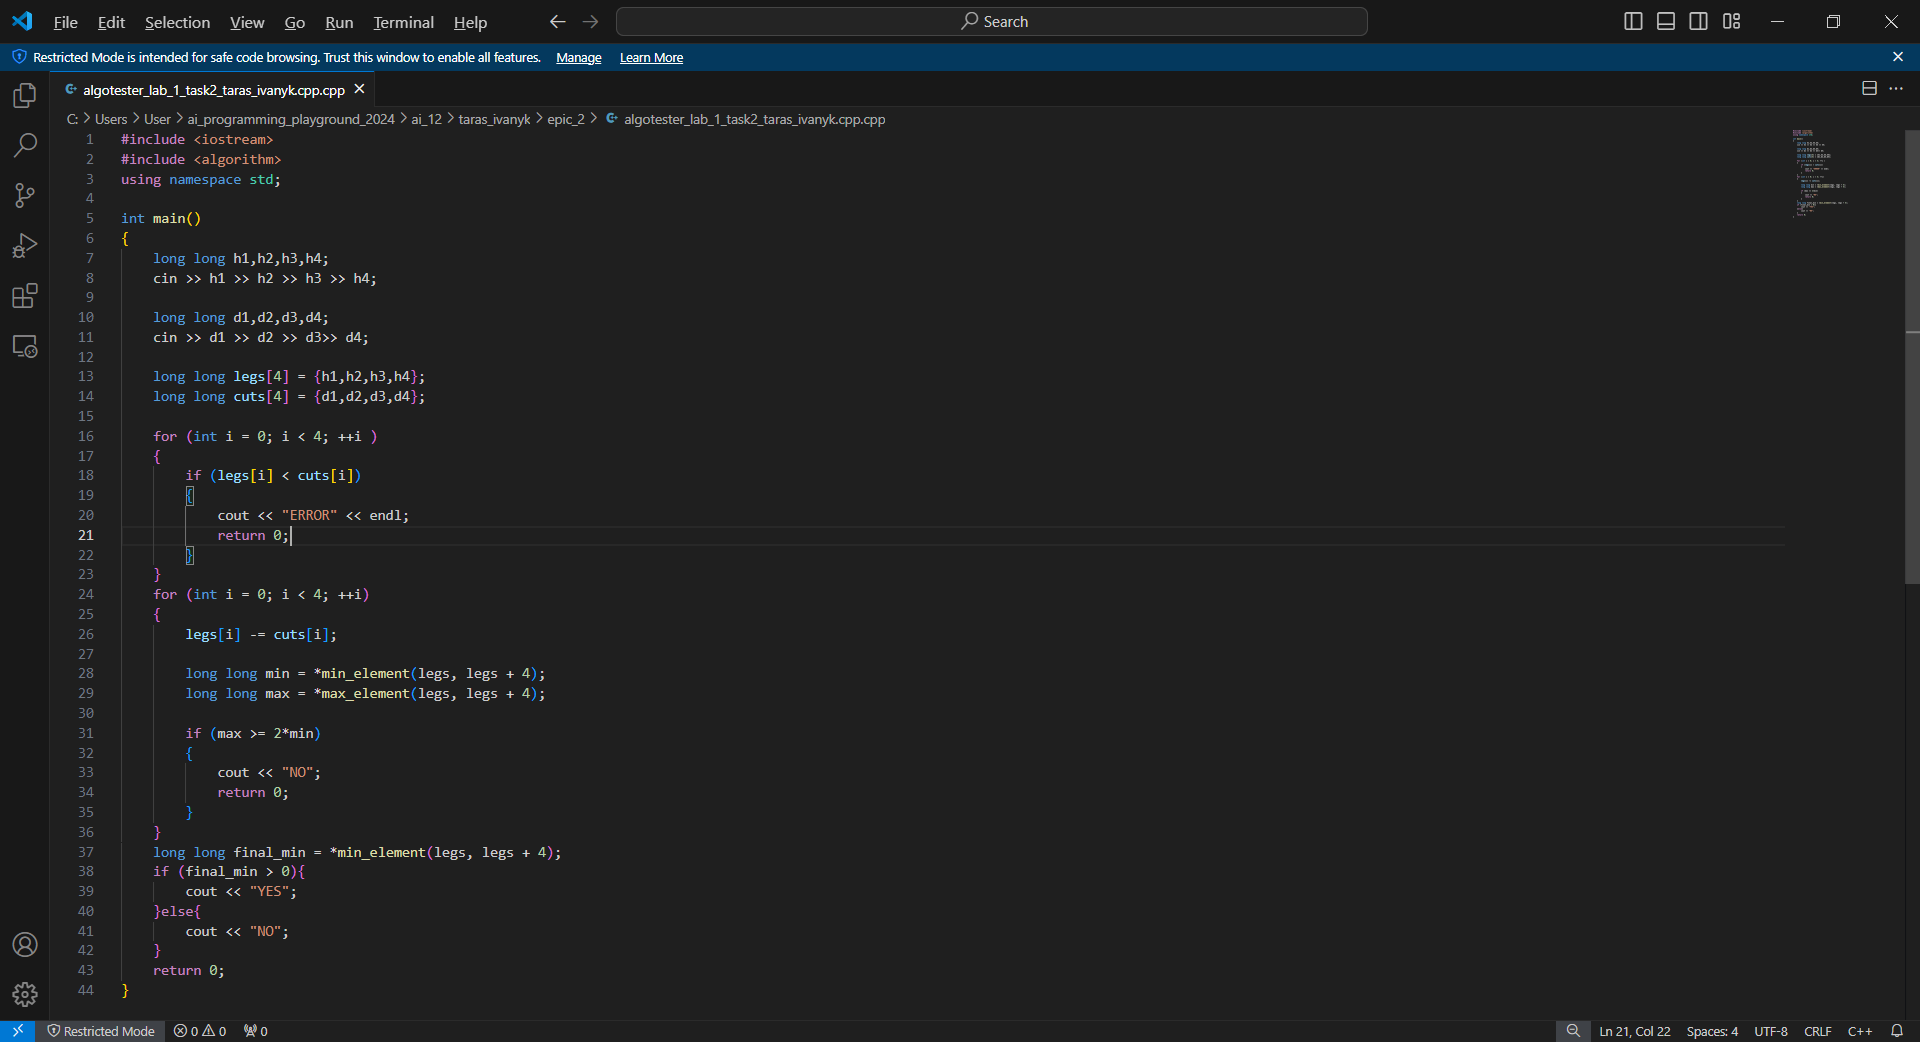 File Edit Selection View Go Run Terminal Help Search
Restricted Mode is intended for safe code browsing. Trust this window to enable all features. Manage Learn More
algotester_lab_1_task2_taras_ivanyk.cpp.cpp
C: > Users > User > ai_programming_playground_2024 > ai_12 > taras_ivanyk > epic_2 > algotester_lab_1_task2_taras_ivanyk.cpp.cpp
1 #include <iostream>
2 #include <algorithm>
3 using namespace std;
4
5 int main()
6 {
7 long long h1,h2,h3,h4;
8 cin >> h1 >> h2 >> h3 >> h4;
9
10 long long d1,d2,d3,d4;
11 cin >> d1 >> d2 >> d3>> d4;
12
13 long long legs[4] = {h1,h2,h3,h4};
14 long long cuts[4] = {d1,d2,d3,d4};
15
16 for (int i = 0; i < 4; ++i )
17 {
18 if (legs[i] < cuts[i])
19 {
20 cout << "ERROR" << endl;
21 return 0;
22 }
23 }
24 for (int i = 0; i < 4; ++i)
25 {
26 legs[i] -= cuts[i];
27
28 long long min = *min_element(legs, legs + 4);
29 long long max = *max_element(legs, legs + 4);
30
31 if (max >= 2*min)
32 {
33 cout << "NO";
34 return 0;
35 }
36 }
37 long long final_min = *min_element(legs, legs + 4);
38 if (final_min > 0){
39 cout << "YES";
40 }else{
41 cout << "NO";
42 }
43 return 0;
44 }
Restricted Mode 0 0 0 Ln 21, Col 22 Spaces: 4 UTF-8 CRLF C++